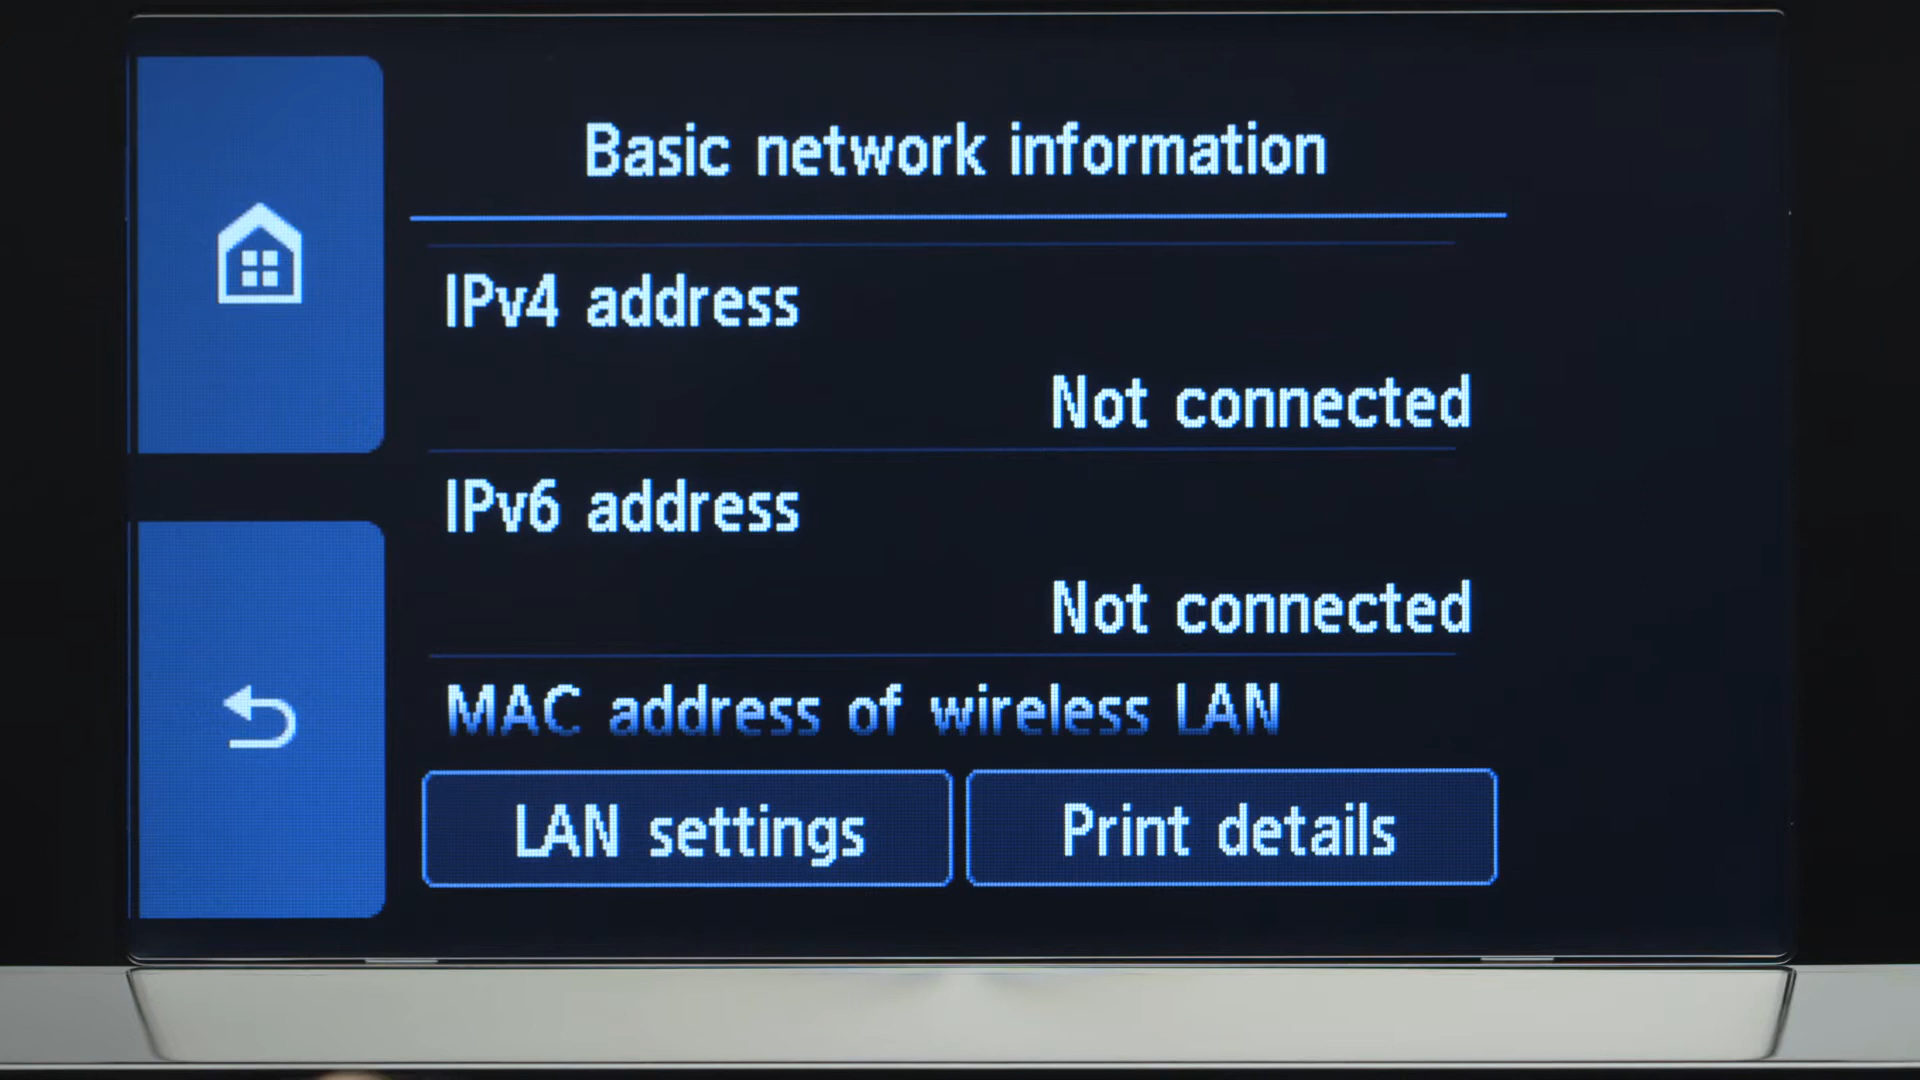 Basic network information
IPv4 address
Not connected
IPv6 address
Not connected
MAC address of wireless LAN
LAN settings
Print details